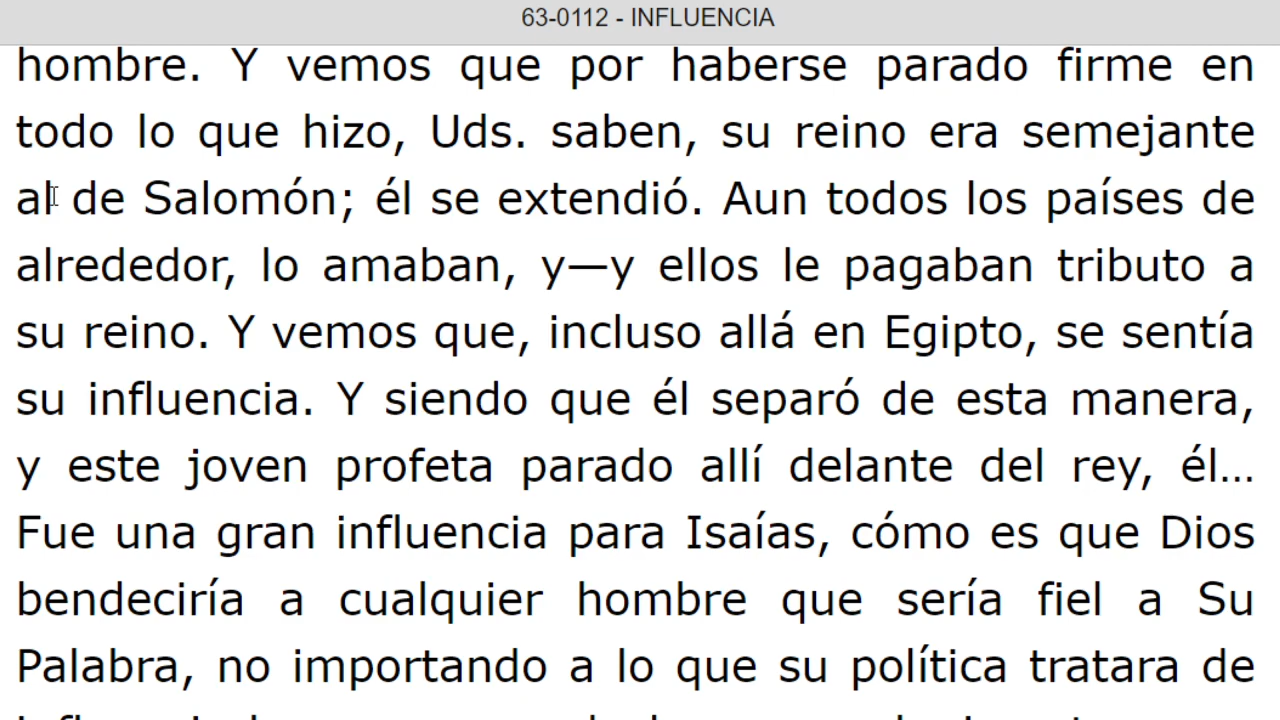 63-0112 - INFLUENCIA
hombre. Y vemos que por haberse parado firme en
todo lo que hizo, Uds. saben, su reino era semejante
al de Salomón; él se extendió. Aun todos los países de
alrededor, lo amaban, y—y ellos le pagaban tributo a
su reino. Y vemos que, incluso allá en Egipto, se sentía
su influencia. Y siendo que él separó de esta manera,
y este joven profeta parado allí delante del rey, él...
Fue una gran influencia para Isaías, cómo es que Dios
bendeciría a cualquier hombre que sería fiel a Su
Palabra, no importando a lo que su política tratara de